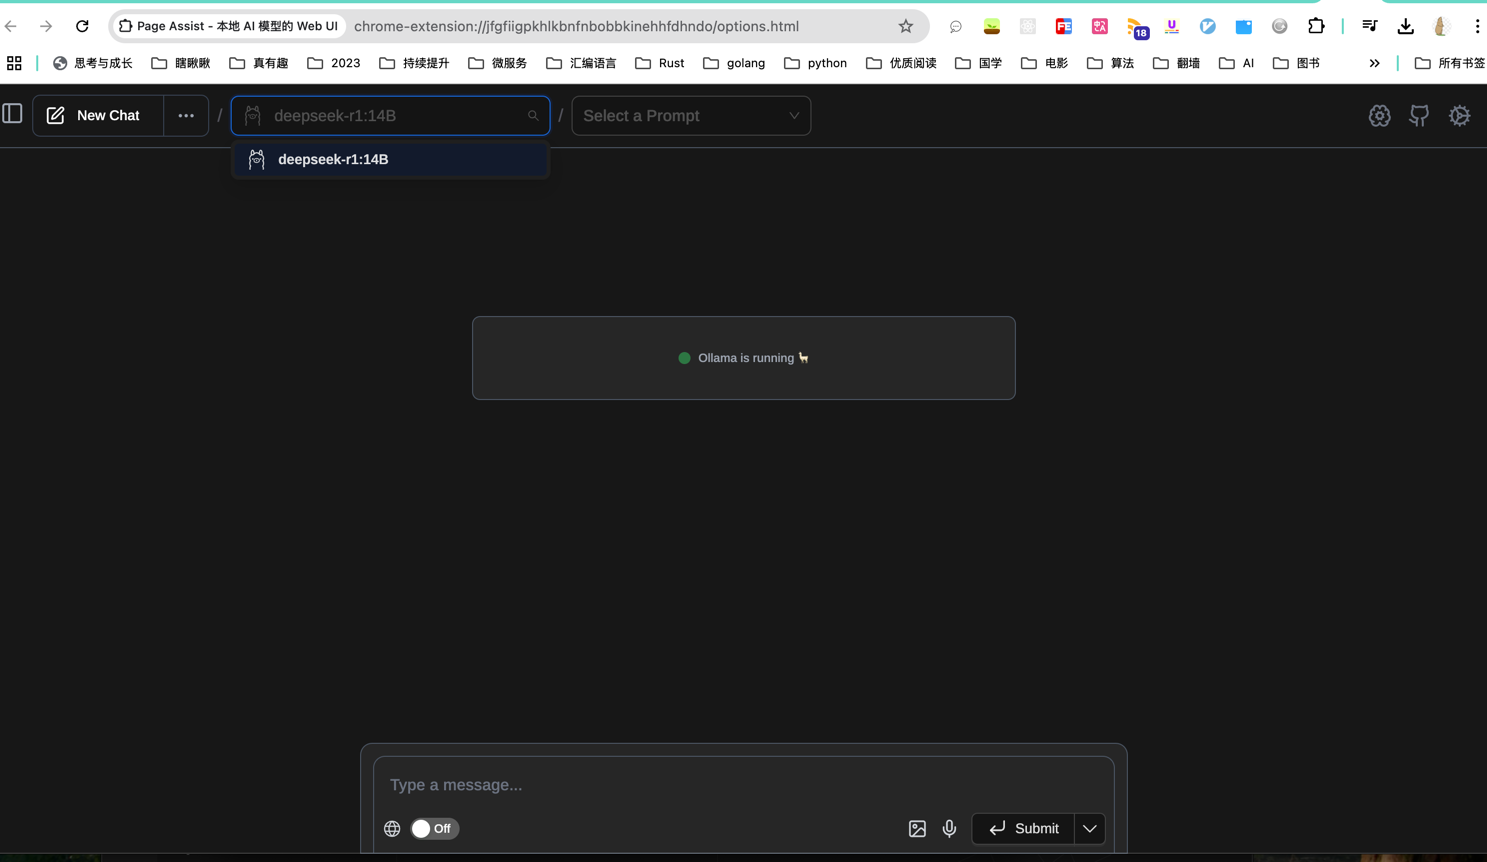 Page Assist - 本地 AI 模型的 Web UI chrome-extension://jfgfiigpkhlkbnfnbobbkinehhfdhndo/options.html 18
思考与成长 瞎瞅瞅 真有趣 2023 持续提升 微服务 汇编语言 Rust golang python 优质阅读 国学 电影 算法 翻墙 AI 图书 所有书签
New Chat / deepseek-r1:14B / Select a Prompt
deepseek-r1:14B
Ollama is running 🦙
Type a message...
Off Submit